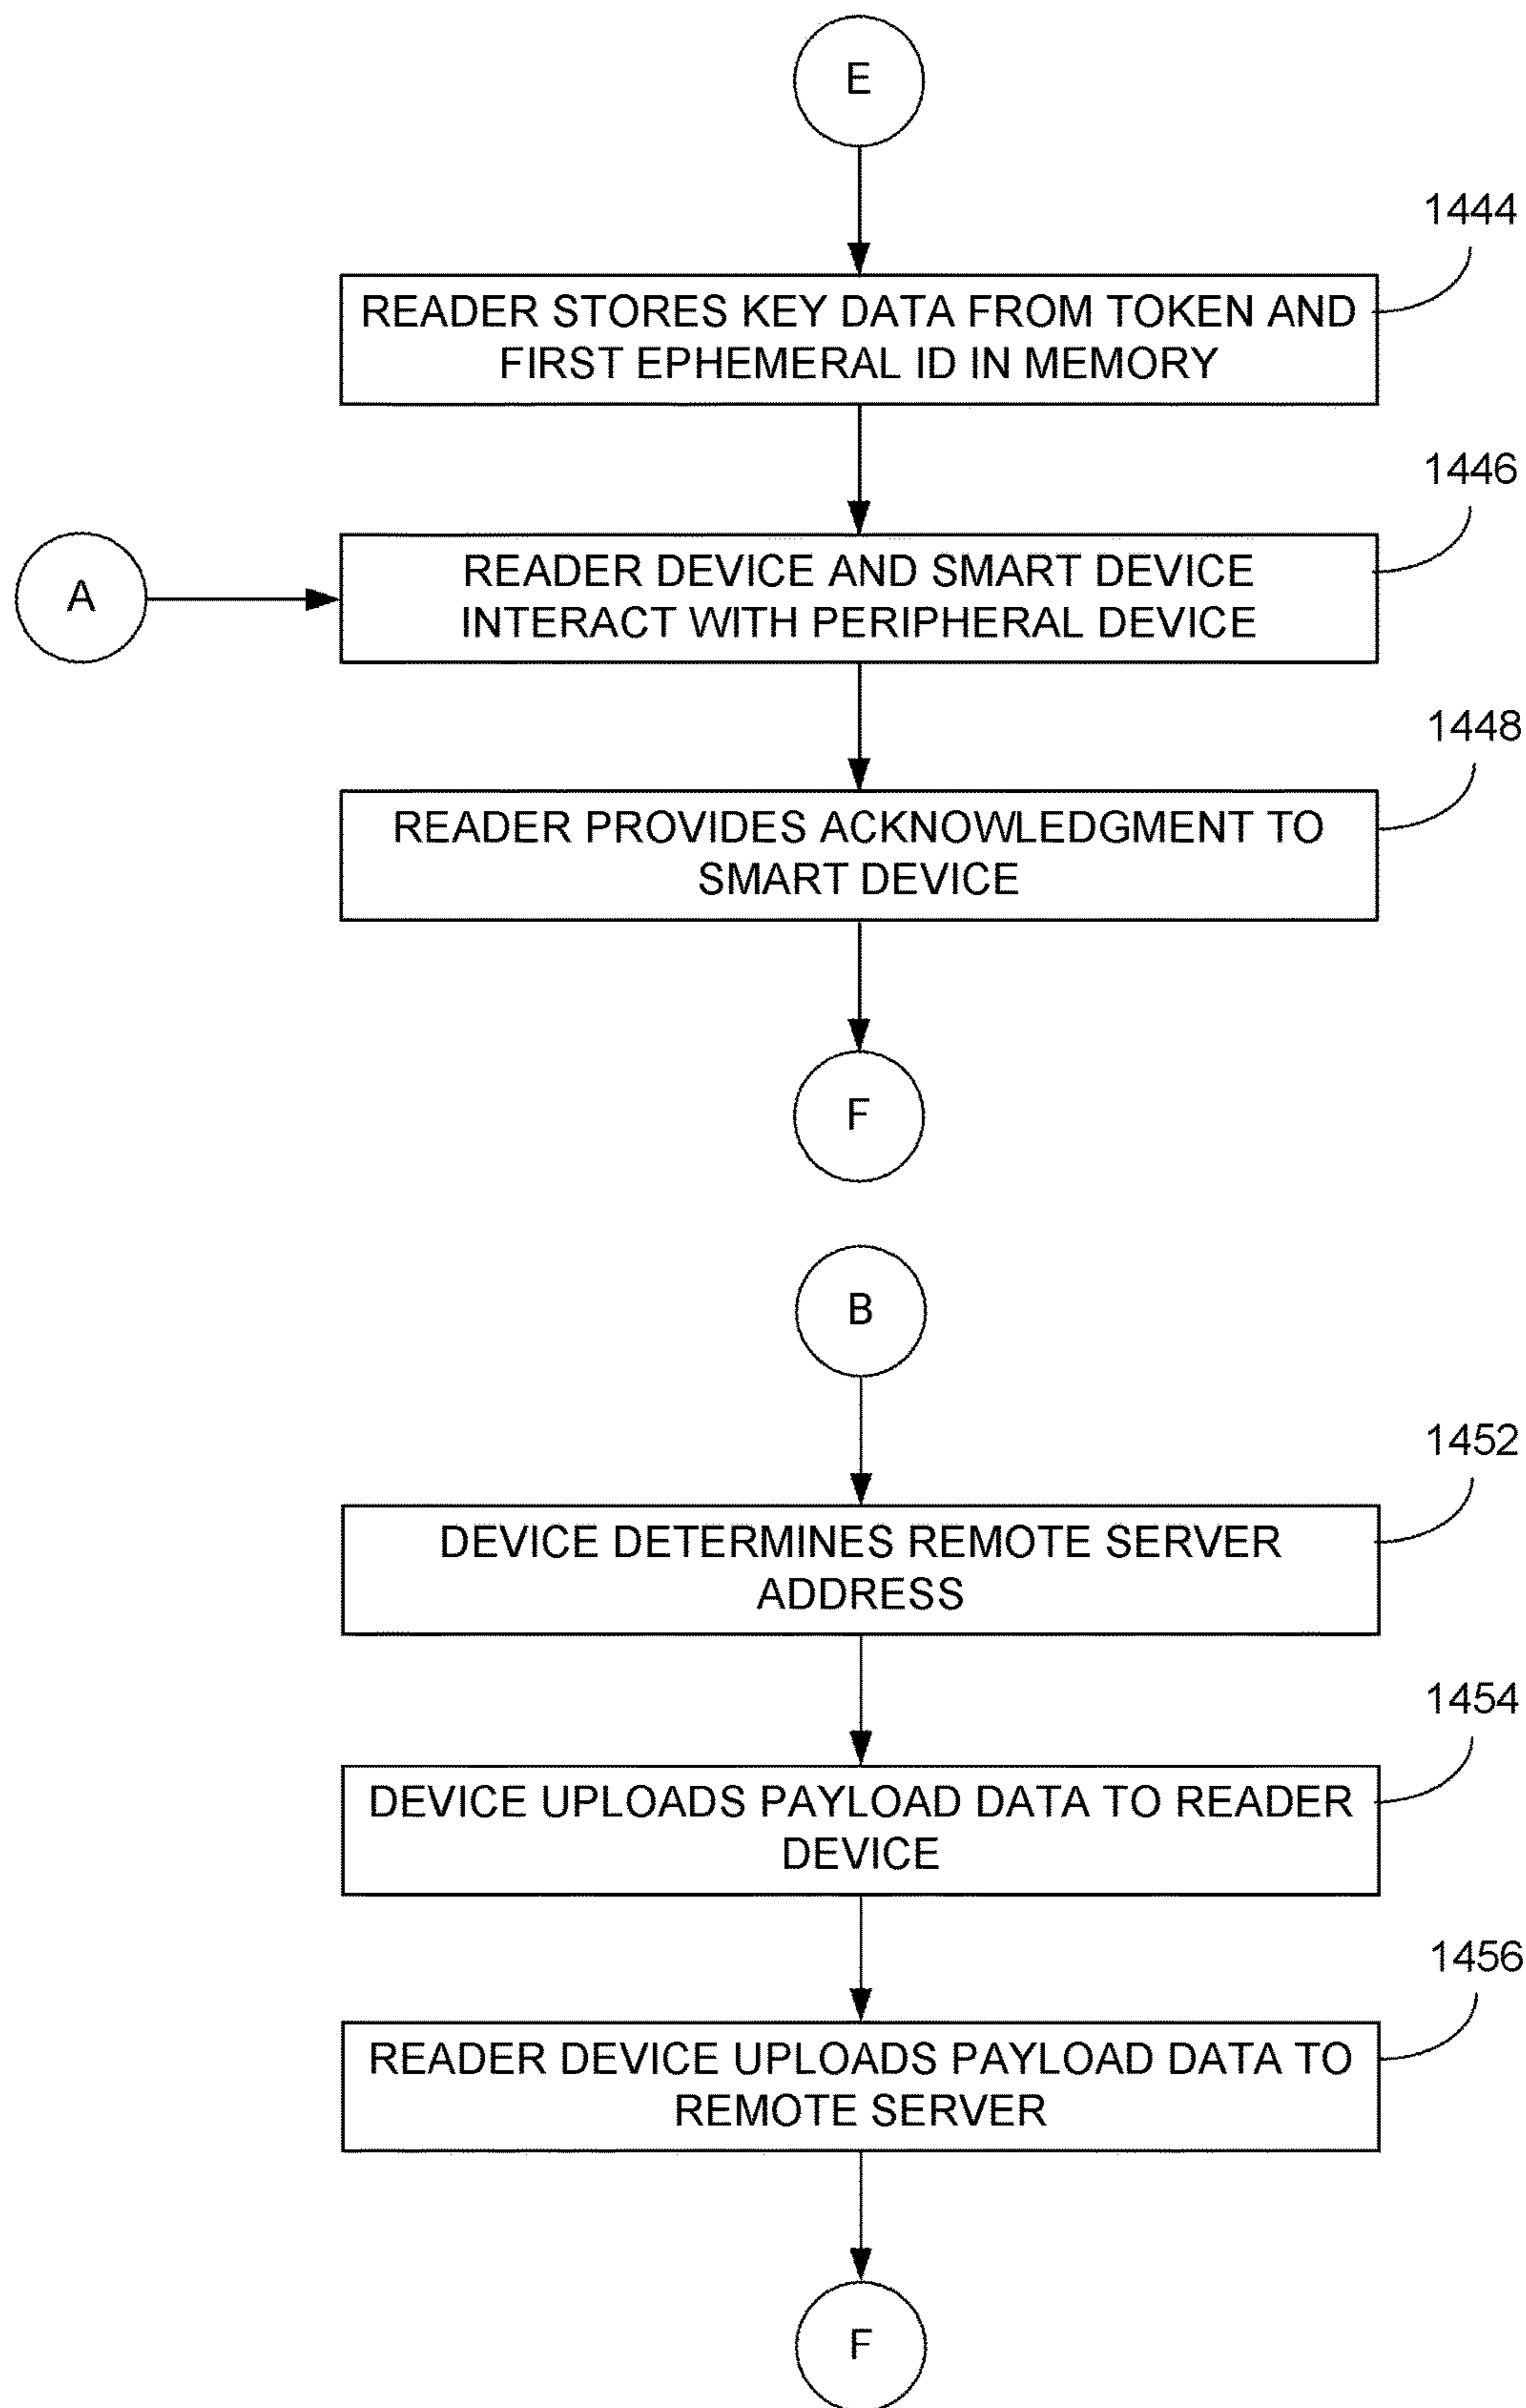 E
1444
READER STORES KEY DATA FROM TOKEN AND
FIRST EPHEMERAL ID IN MEMORY
1446
A
READER DEVICE AND SMART DEVICE
INTERACT WITH PERIPHERAL DEVICE
1448
READER PROVIDES ACKNOWLEDGMENT TO
SMART DEVICE
F
B
1452
DEVICE DETERMINES REMOTE SERVER
ADDRESS
1454
DEVICE UPLOADS PAYLOAD DATA TO READER
DEVICE
1456
READER DEVICE UPLOADS PAYLOAD DATA TO
REMOTE SERVER
F